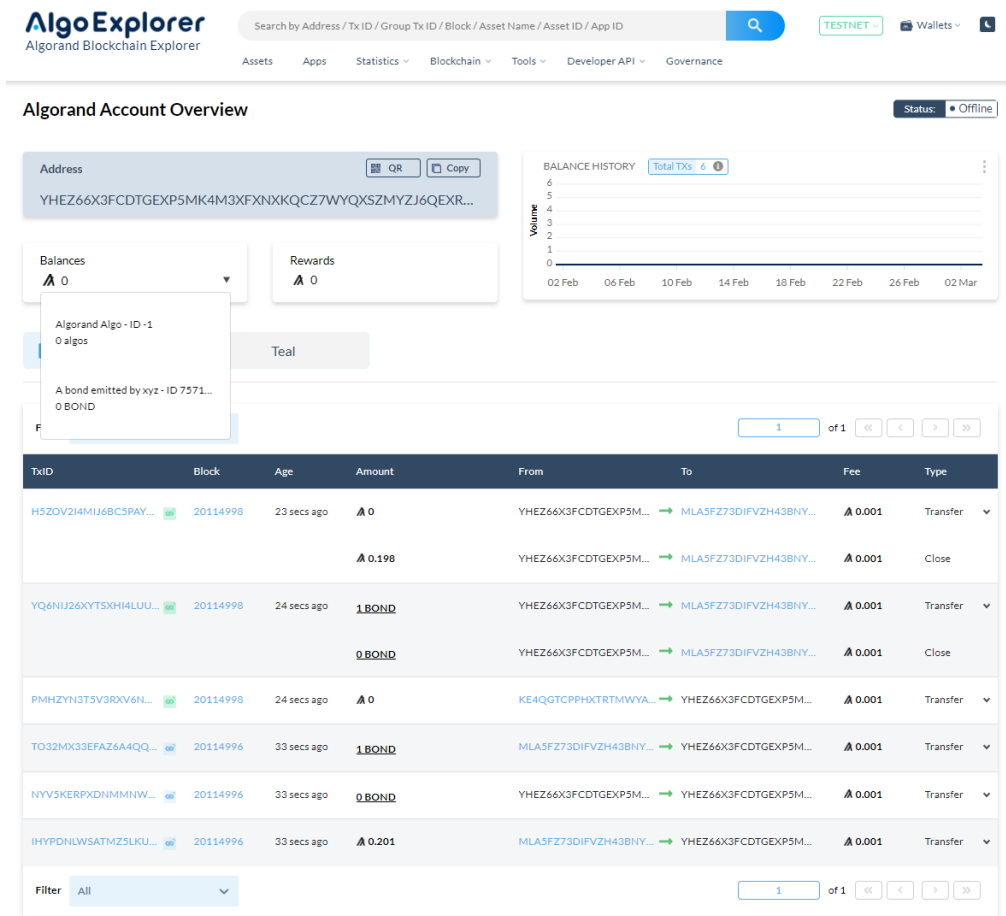 AlgoExplorer
Algorand Blockchain Explorer
Search by Address / Tx ID / Group Tx ID / Block / Asset Name / Asset ID / App ID
TESTNET
Wallets
Assets Apps Statistics Blockchain Tools Developer API Governance
Algorand Account Overview
Status: • Offline
Address
QR Copy
YHEZ66X3FCDTGEXP5MK4M3XFXNXKQCZ7WYQXSZMYZJ6QEXR...
BALANCE HISTORY Total TXs 6
Volume
6
5
4
3
2
1
0
02 Feb 06 Feb 10 Feb 14 Feb 18 Feb 22 Feb 26 Feb 02 Mar
Balances
0
Rewards
0
Algorand Algo - ID -1
0 algos
A bond emitted by xyz - ID 7571...
0 BOND
Teal
1 of 1
TxID Block Age Amount From To Fee Type
H5ZOV2I4MIJ6BC5PAY... 20114998 23 secs ago 0 YHEZ66X3FCDTGEXP5M... MLA5FZ73DIFVZH43BNY... 0.001 Transfer
0.198 YHEZ66X3FCDTGEXP5M... MLA5FZ73DIFVZH43BNY... 0.001 Close
YQ6NIJ26XYTSXHI4LUU... 20114998 24 secs ago 1 BOND YHEZ66X3FCDTGEXP5M... MLA5FZ73DIFVZH43BNY... 0.001 Transfer
0 BOND YHEZ66X3FCDTGEXP5M... MLA5FZ73DIFVZH43BNY... 0.001 Close
PMHZYN3T5V3RXV6N... 20114998 24 secs ago 0 KE4QGTCPPHXTRTMWYA... YHEZ66X3FCDTGEXP5M... 0.001 Transfer
TO32MX33EFAZ6A4QQ... 20114996 33 secs ago 1 BOND MLA5FZ73DIFVZH43BNY... YHEZ66X3FCDTGEXP5M... 0.001 Transfer
NYV5KERPXDNMMNW... 20114996 33 secs ago 0 BOND YHEZ66X3FCDTGEXP5M... YHEZ66X3FCDTGEXP5M... 0.001 Transfer
IHYPDNLWSATMZ5LKU... 20114996 33 secs ago 0.201 MLA5FZ73DIFVZH43BNY... YHEZ66X3FCDTGEXP5M... 0.001 Transfer
Filter All
1 of 1